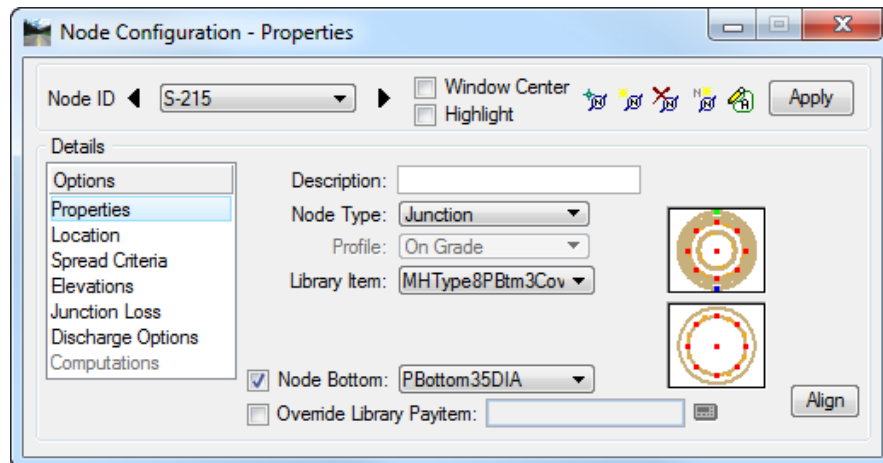 Node Configuration - Properties
Node ID S-215 Window Center
Highlight
Apply
Details
Options
Properties
Location
Spread Criteria
Elevations
Junction Loss
Discharge Options
Computations
Description:
Node Type: Junction
Profile: On Grade
Library Item: MHType8PBtm3Cov
Node Bottom: PBottom35DIA
Override Library Payitem:
Align